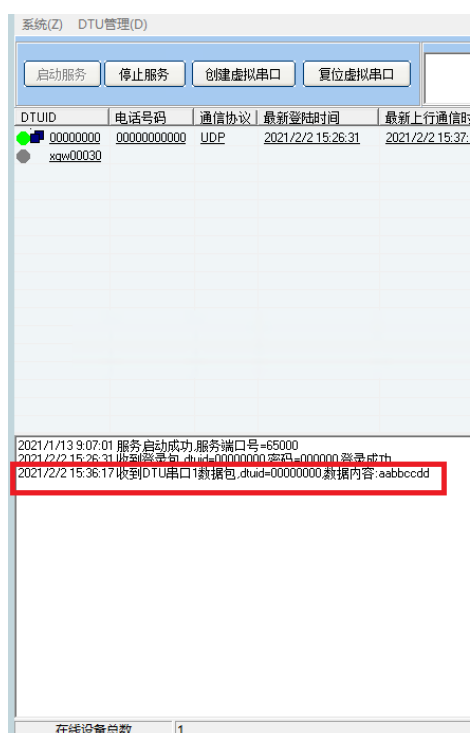 系统(Z) DTU管理(D)
启动服务 停止服务 创建虚拟串口 复位虚拟串口
DTUID 电话号码 通信协议 最新登陆时间 最新上行通信时
00000000 00000000000 UDP 2021/2/2 15:26:31 2021/2/2 15:37:
xqw00030
2021/1/13 9:07:01 服务启动成功,服务端口号=65000
2021/2/2 15:26:31 收到登录包,dtuid=00000000,密码=000000,登录成功
2021/2/2 15:36:17 收到DTU串口1数据包,dtuid=00000000,数据内容:aabbccdd
在线设备总数 1